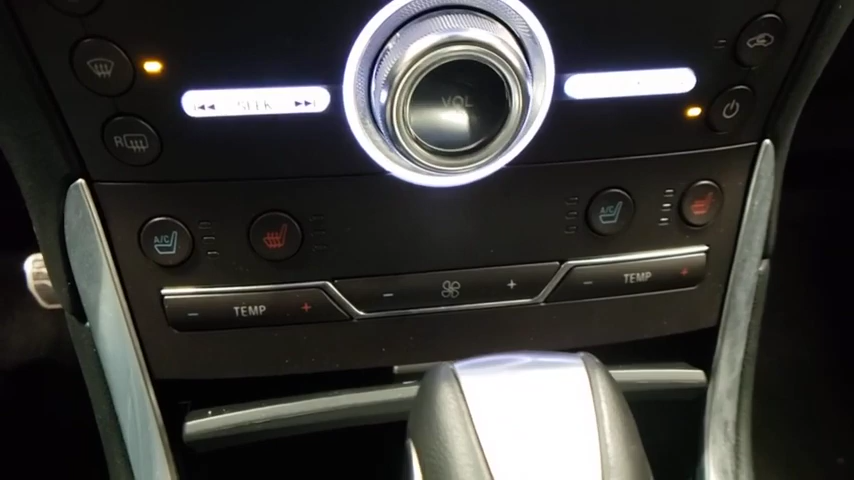 VOL
SEEK
R
A/C
A/C
- TEMP +
- +
- TEMP +